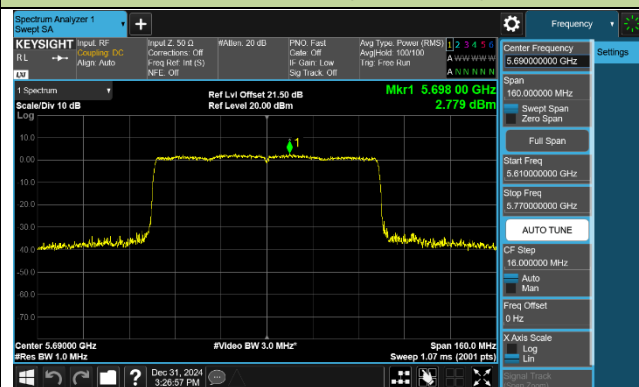 Spectrum Analyzer 1
Swept SA
Frequency
KEYSIGHT
RL
LXI
Input: RF
Coupling: DC
Align: Auto
Input Z: 50 Ω
Corrections: Off
Freq Ref: Int (S)
NFE: Off
#Atten: 20 dB
PNO: Fast
Gate: Off
IF Gain: Low
Sig Track: Off
Avg Type: Power (RMS)
Avg|Hold: 100/100
Trig: Free Run
1 2 3 4 5 6
A W W W W W
A N N N N N
Center Frequency
5.690000000 GHz
Settings
Span
160.000000 MHz
Swept Span
Zero Span
Full Span
Start Freq
5.610000000 GHz
Stop Freq
5.770000000 GHz
AUTO TUNE
CF Step
16.000000 MHz
Auto
Man
Freq Offset
0 Hz
X Axis Scale
Log
Lin
Signal Track
(Span Zoom)
1 Spectrum
Scale/Div 10 dB
Ref Lvl Offset 21.50 dB
Ref Level 20.00 dBm
Mkr1 5.698 00 GHz
2.779 dBm
Log
10.0
0.00
1
-10.0
-20.0
-30.0
-40.0
-50.0
-60.0
-70.0
Center 5.69000 GHz
#Res BW 1.0 MHz
#Video BW 3.0 MHz*
Span 160.0 MHz
Sweep 1.07 ms (2001 pts)
?
Dec 31, 2024
3:26:57 PM